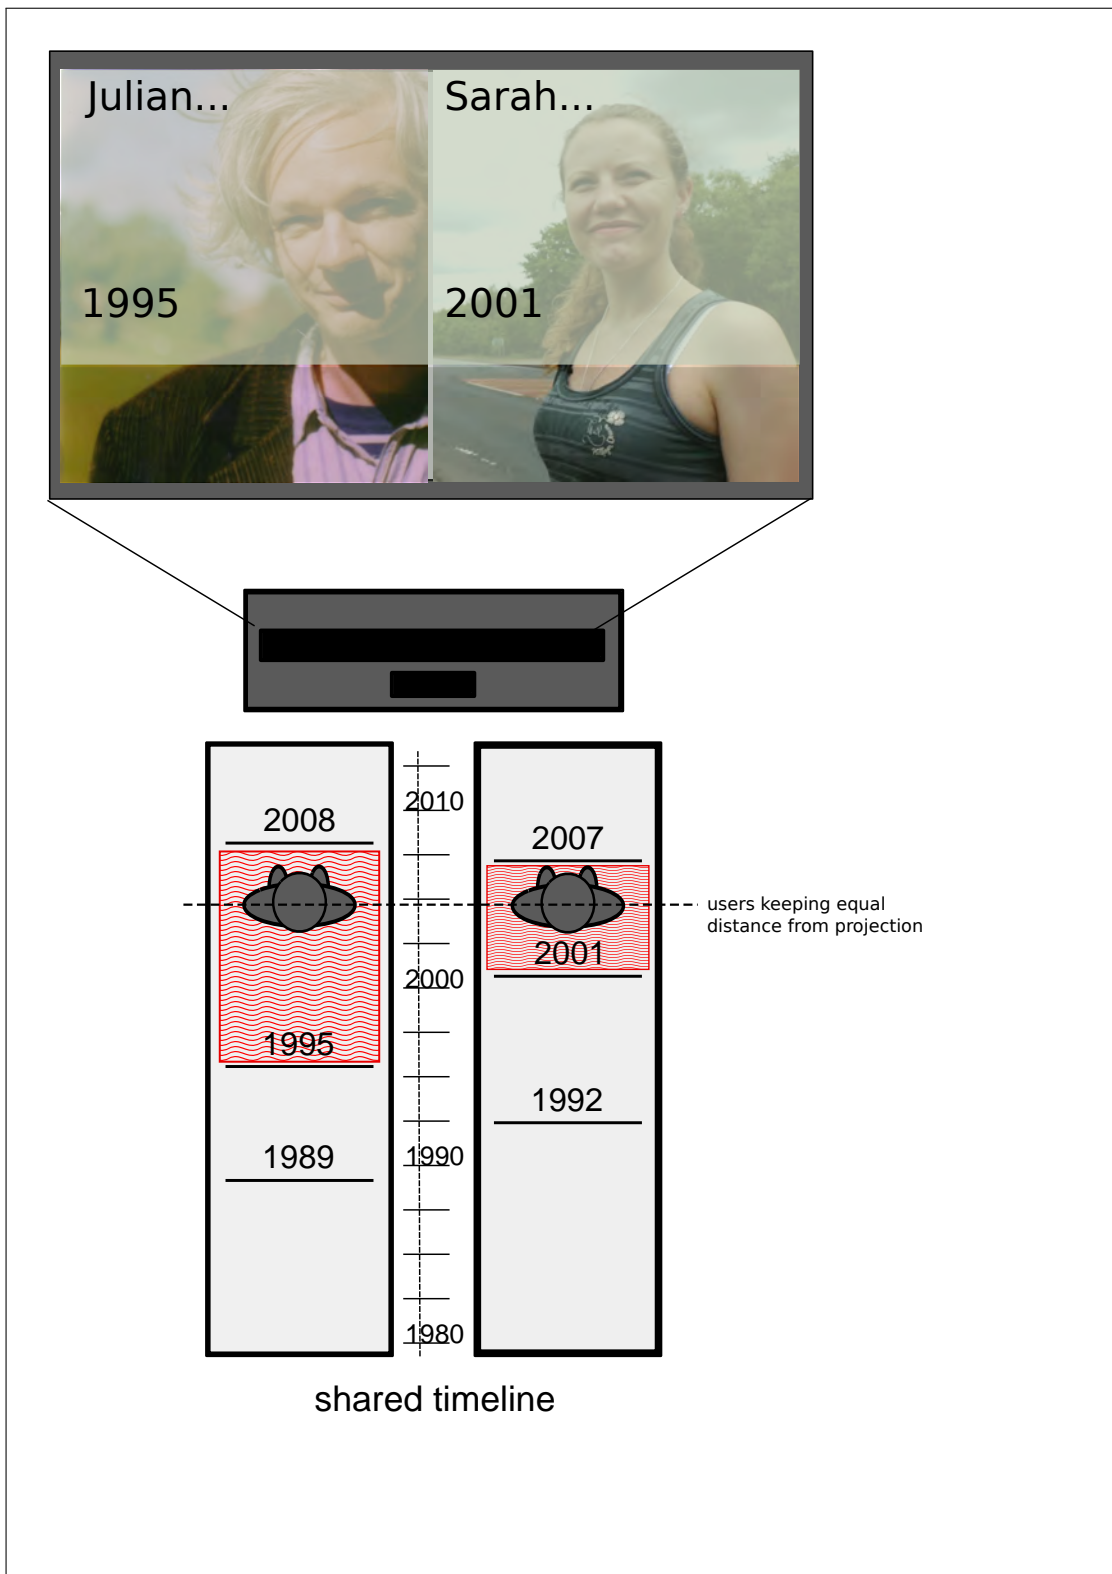 Julian...
Sarah...
1995
2001
2010
2008
2007
users keeping equal
distance from projection
2001
2000
1995
1992
1990
1989
1980
shared timeline